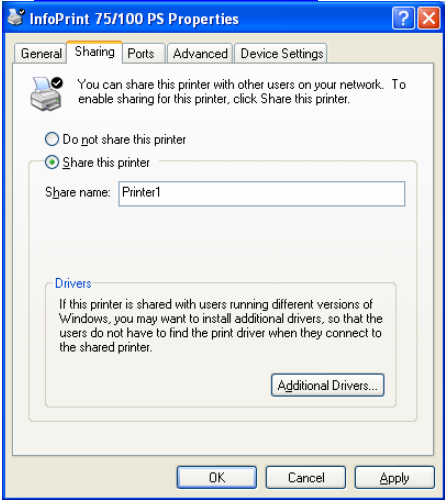 InfoPrint 75/100 PS Properties
General Sharing Ports Advanced Device Settings
You can share this printer with other users on your network. To
enable sharing for this printer, click Share this printer.
Do not share this printer
Share this printer
Share name: Printer1
Drivers
If this printer is shared with users running different versions of
Windows, you may want to install additional drivers, so that the
users do not have to find the print driver when they connect to
the shared printer.
Additional Drivers...
OK Cancel Apply